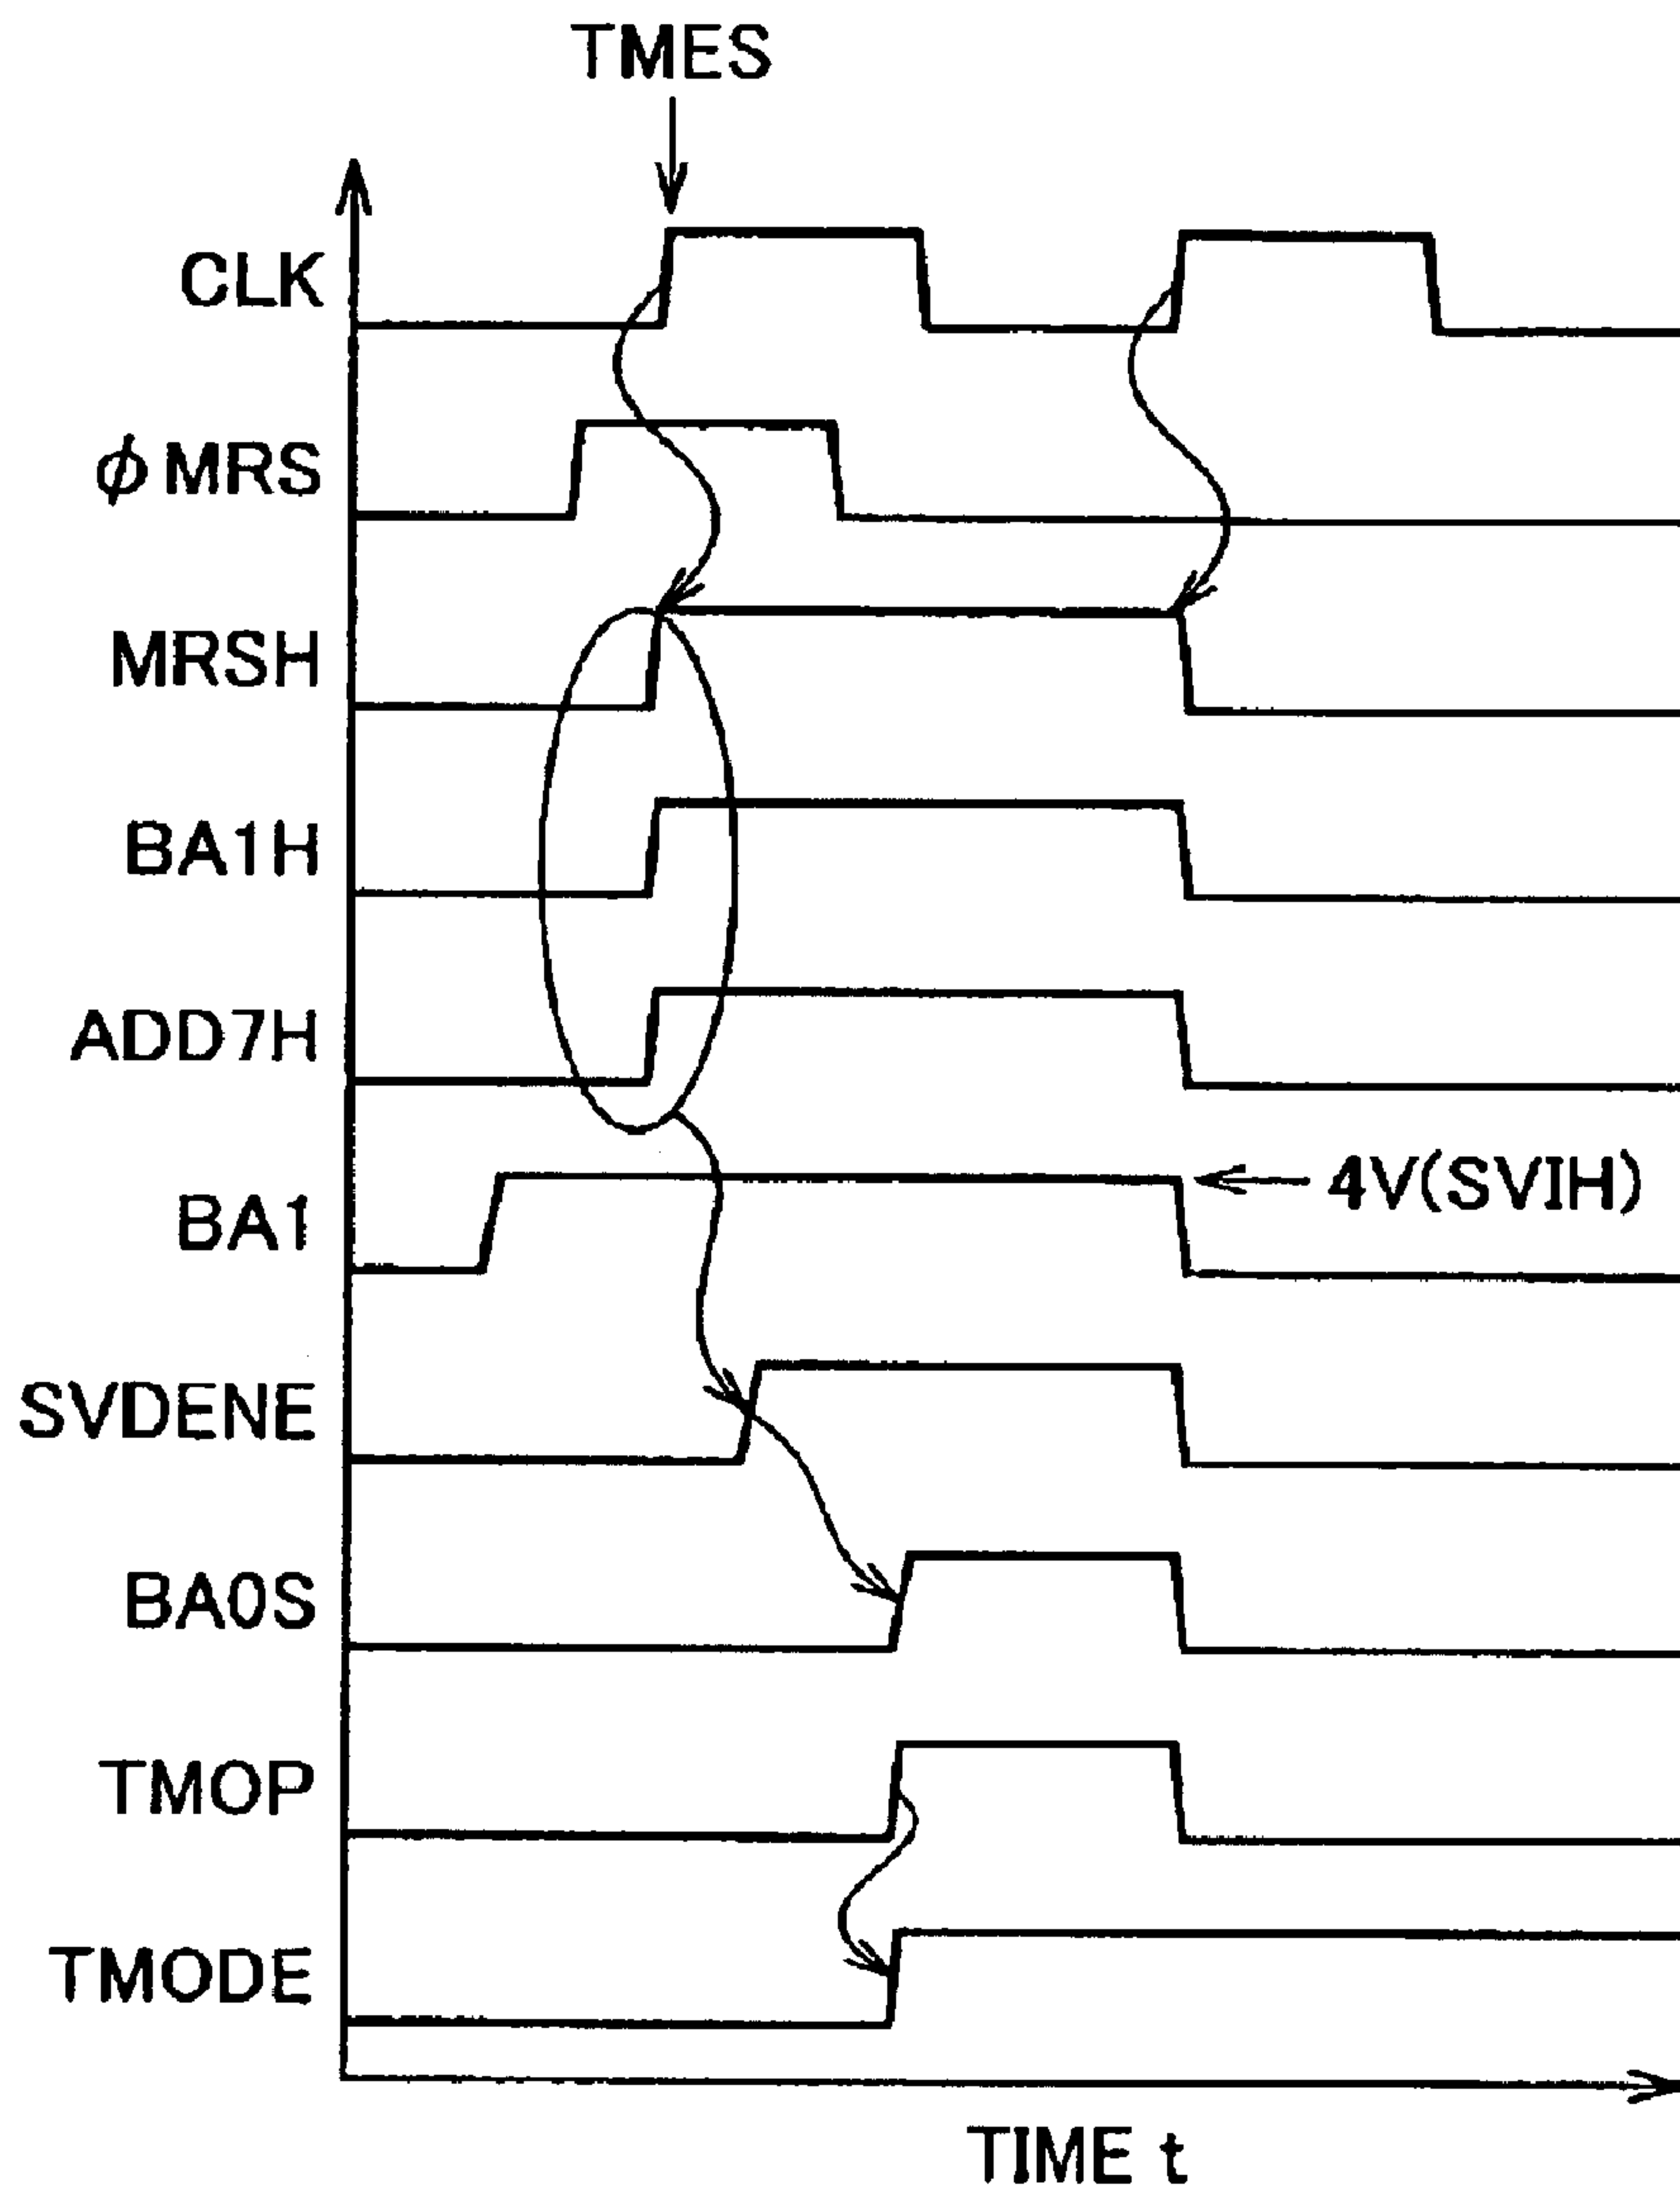 TMES
CLK
ϕMRS
MRSH
BA1H
ADD7H
BA1
4V(SVIH)
SVDENE
BA0S
TMOP
TMODE
TIME t